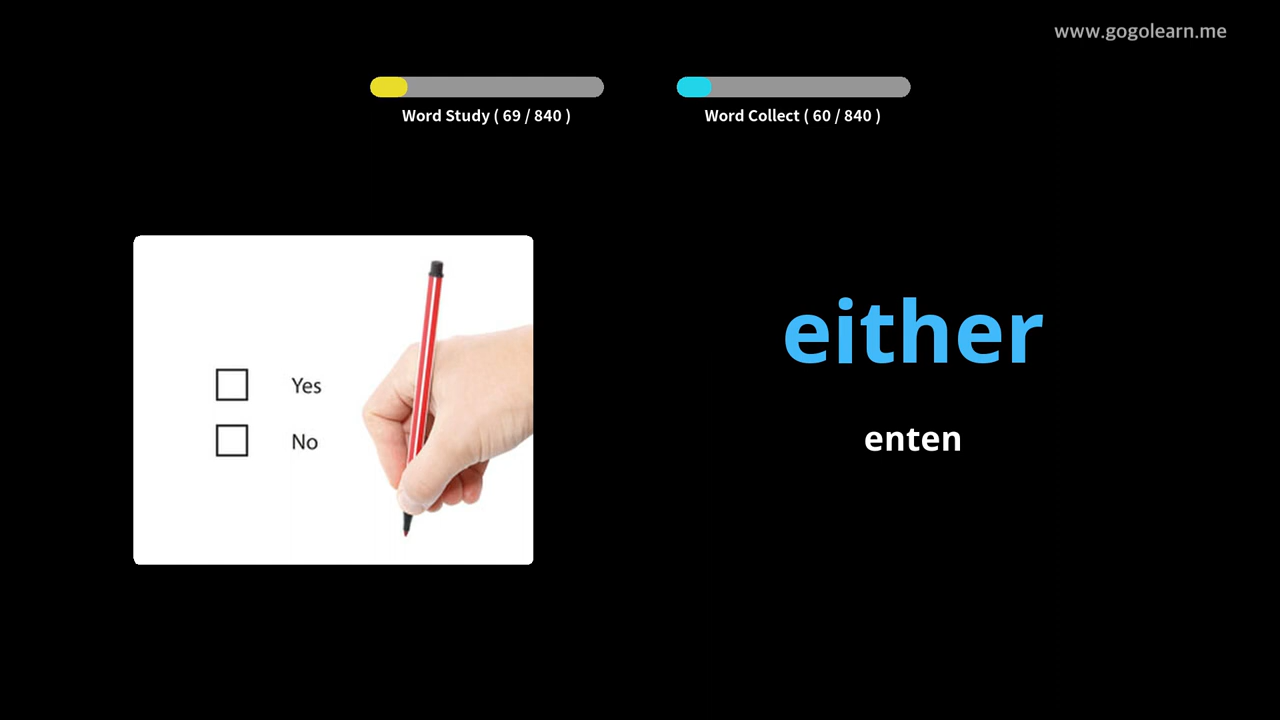 www.gogolearn.me
Word Study ( 69 / 840 )
Word Collect ( 60 / 840 )
Yes
No
either
enten